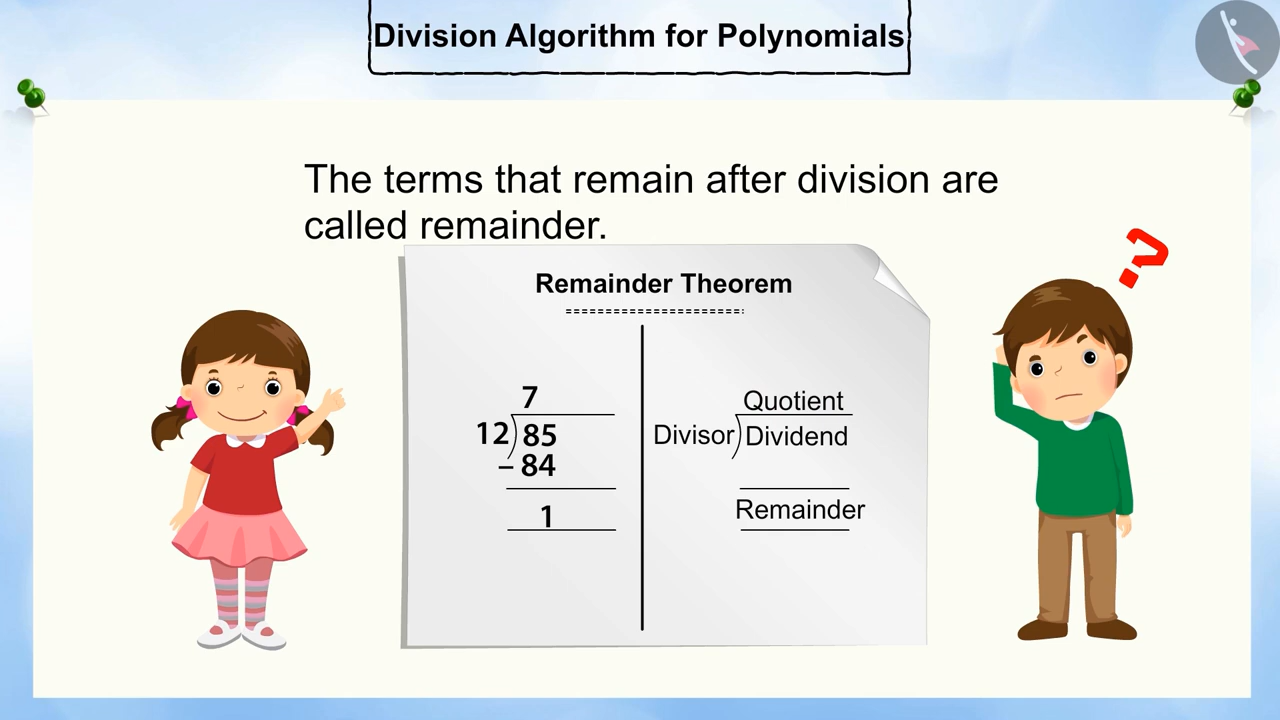 Division Algorithm for Polynomials
The terms that remain after division are
called remainder.
Remainder Theorem
7
12)85
–84
1
Quotient
Divisor)Dividend
Remainder
?